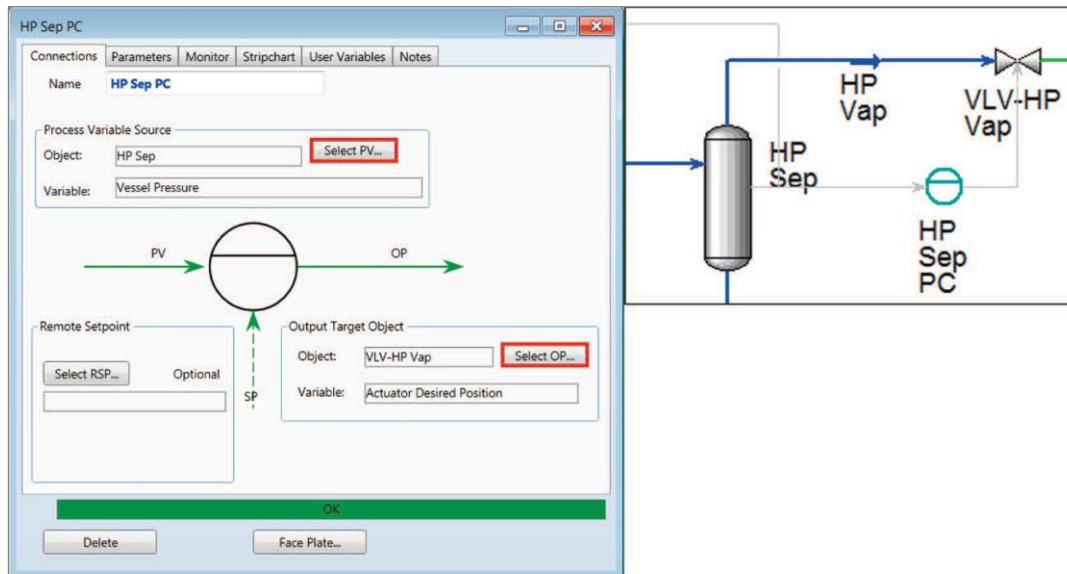 HP Sep PC
Connections Parameters Monitor Stripchart User Variables Notes
Name HP Sep PC
Process Variable Source
Object: HP Sep Select PV...
Variable: Vessel Pressure
PV OP
Remote Setpoint
Select RSP... Optional
SP
Output Target Object
Object: VLV-HP Vap Select OP...
Variable: Actuator Desired Position
OK
Delete Face Plate...
HP
Vap
VLV-HP
Vap
HP
Sep
HP
Sep
PC